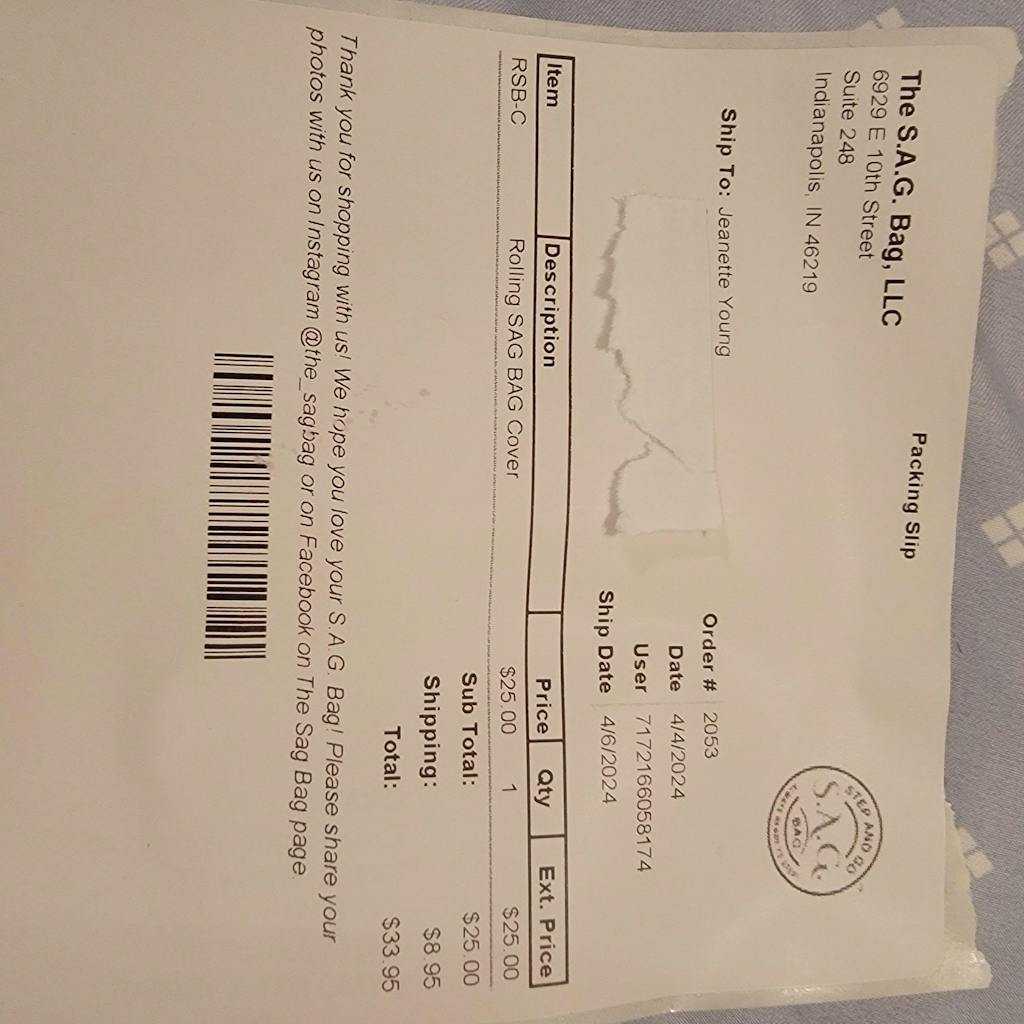 The S.A.G. Bag, LLC
6929 E 10th Street
Suite 248
Indianapolis, IN 46219
Packing Slip
STEP AND GO
S.A.G.
BAG
Ship To: Jeanette Young
Order # 2053
Date 4/4/2024
User 7172166058174
Ship Date 4/6/2024
Item Description Price Qty Ext. Price
RSB-C Rolling SAG BAG Cover $25.00 1 $25.00
Sub Total: $25.00
Shipping: $8.95
Total: $33.95
Thank you for shopping with us! We hope you love your S.A.G. Bag! Please share your
photos with us on Instagram @the_sagbag or on Facebook on The Sag Bag page.